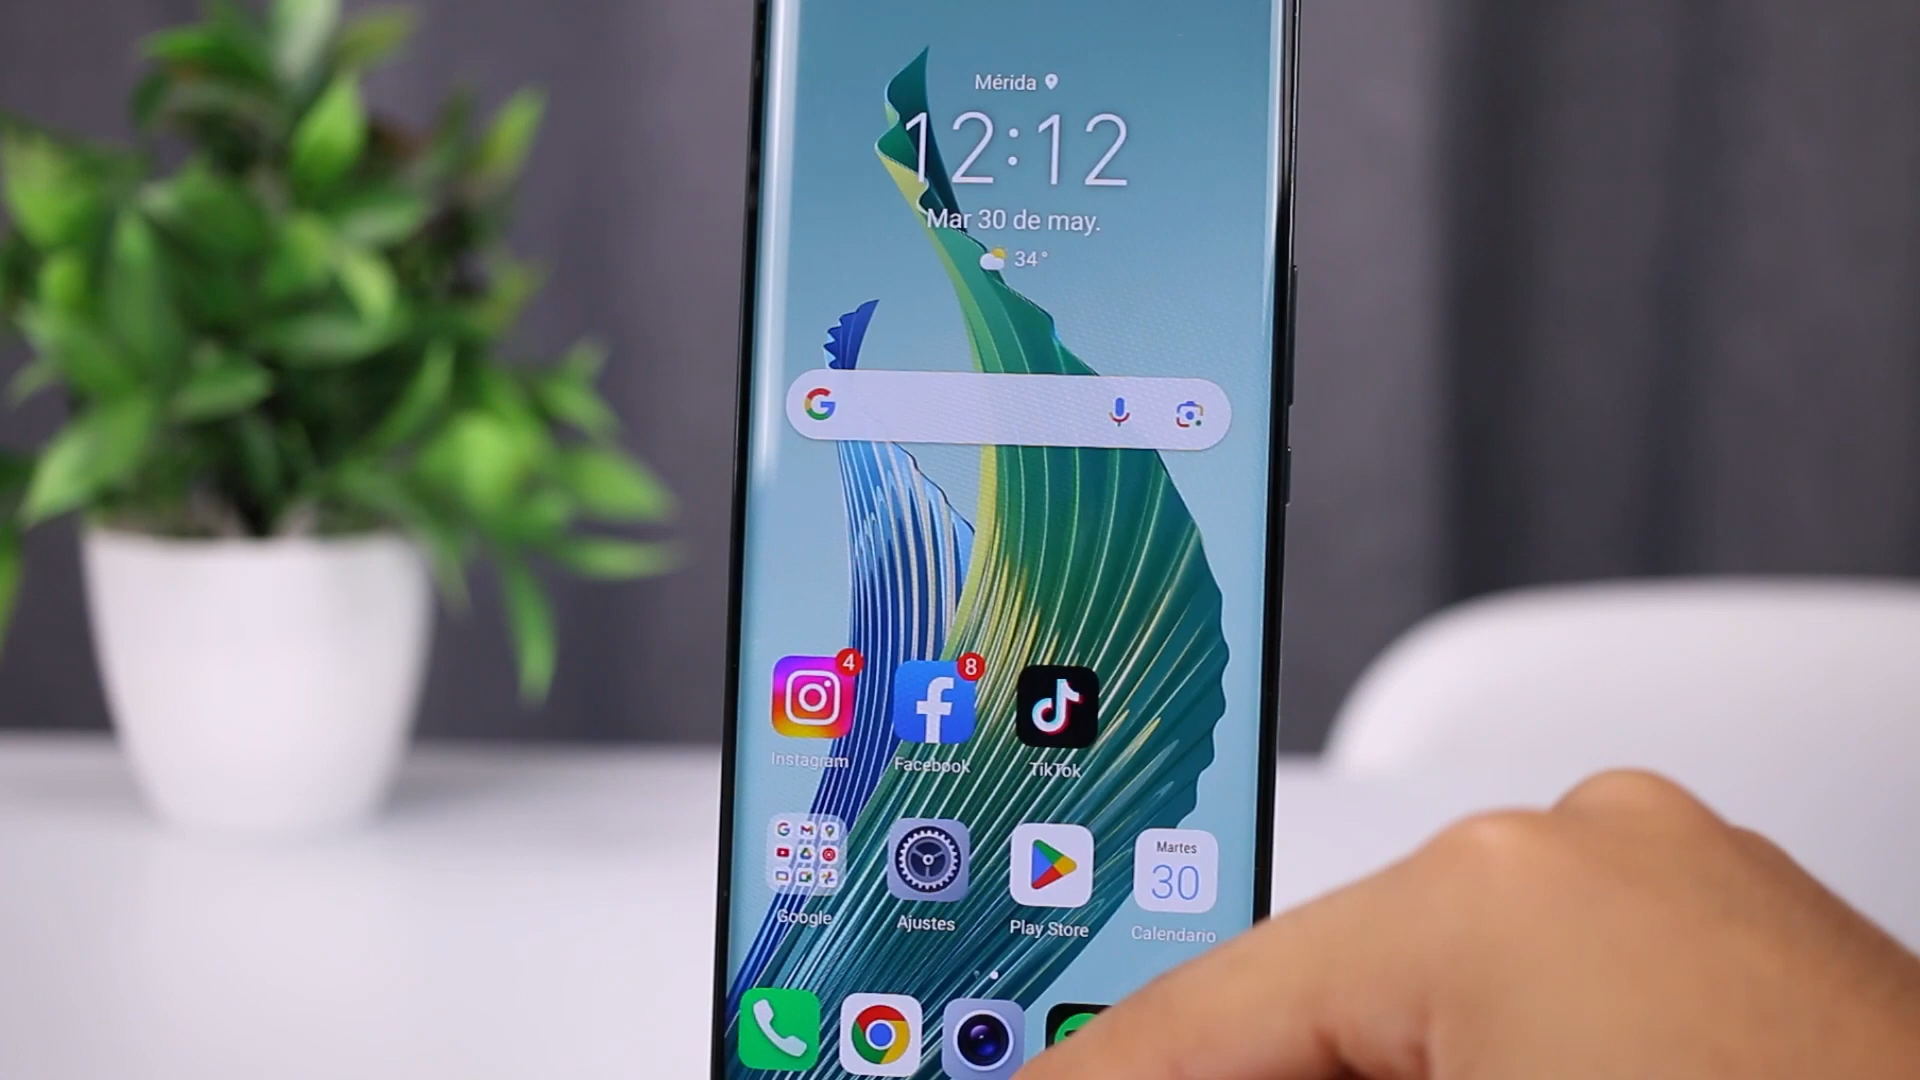 Mérida
12:12
Mar 30 de may.
34°
4
8
Instagram
Facebook
TikTok
Martes
30
Google
Ajustes
Play Store
Calendario